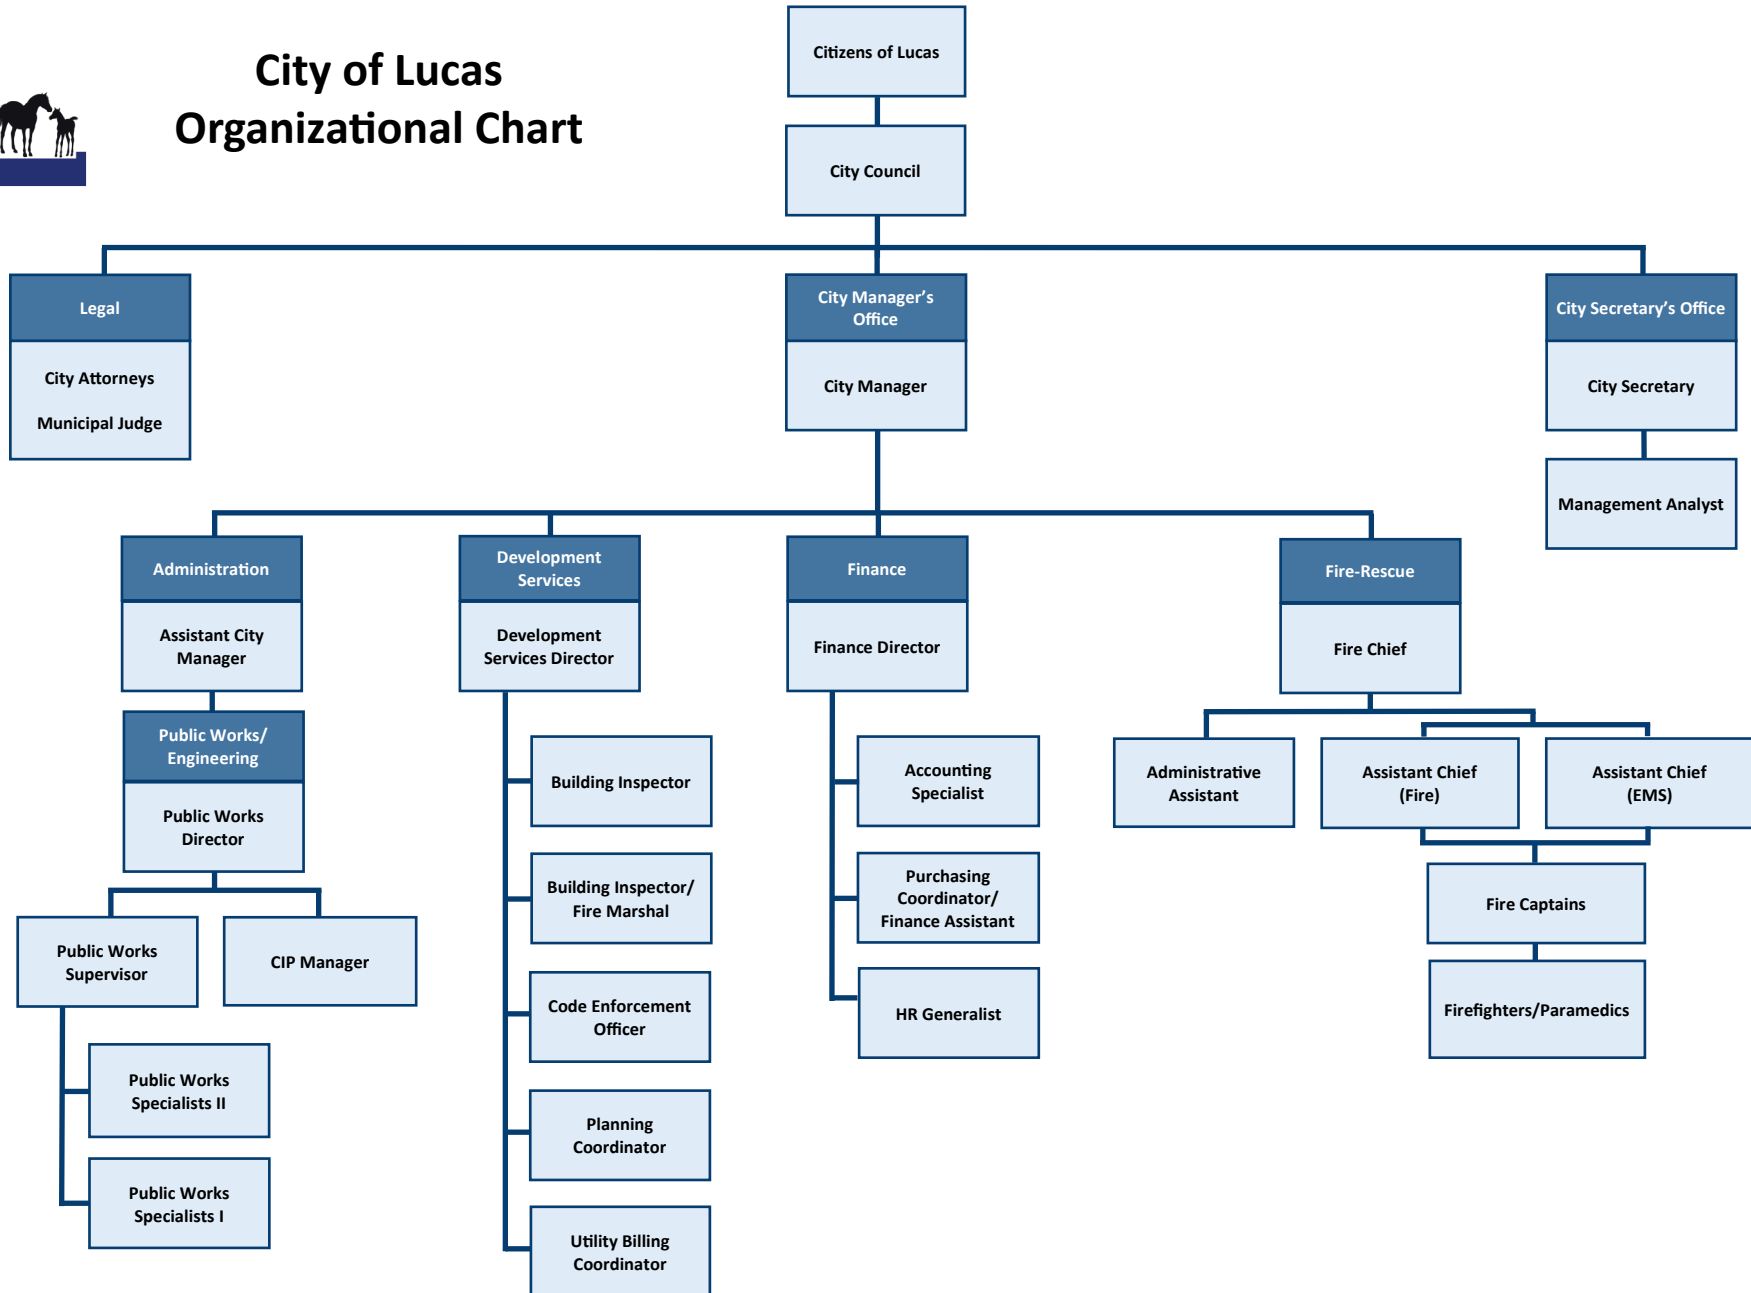 City of Lucas
Organizational Chart
Citizens of Lucas
City Council
Legal
City Attorneys
Municipal Judge
City Manager’s
Office
City Manager
City Secretary’s Office
City Secretary
Management Analyst
Administration
Assistant City
Manager
Public Works/
Engineering
Public Works
Director
Public Works
Supervisor
CIP Manager
Public Works
Specialists II
Public Works
Specialists I
Development
Services
Development
Services Director
Building Inspector
Building Inspector/
Fire Marshal
Code Enforcement
Officer
Planning
Coordinator
Utility Billing
Coordinator
Finance
Finance Director
Accounting
Specialist
Purchasing
Coordinator/
Finance Assistant
HR Generalist
Fire-Rescue
Fire Chief
Administrative
Assistant
Assistant Chief
(Fire)
Assistant Chief
(EMS)
Fire Captains
Firefighters/Paramedics